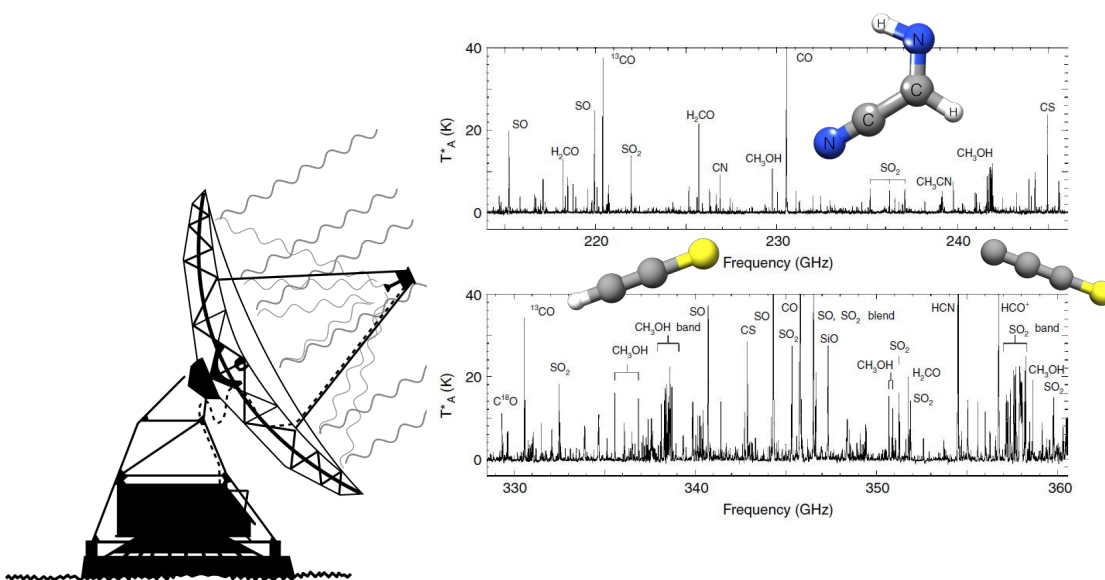 H
N
C
C
H
N
40
20
0
T*A (K)
SO
H2CO
SO
¹³CO
SO2
H2CO
CN
CH3OH
CO
SO2
CH3CN
CH3OH
CS
220
230
240
Frequency (GHz)
40
20
0
T*A (K)
C¹⁸O
¹³CO
SO2
CH3OH
CH3OH band
SO
CS
SO
SO2
CO
SO, SO2 blend
SiO
CH3OH
SO2
H2CO
SO2
HCN
HCO⁺
SO2 band
CH3OH
SO2
330
340
350
360
Frequency (GHz)